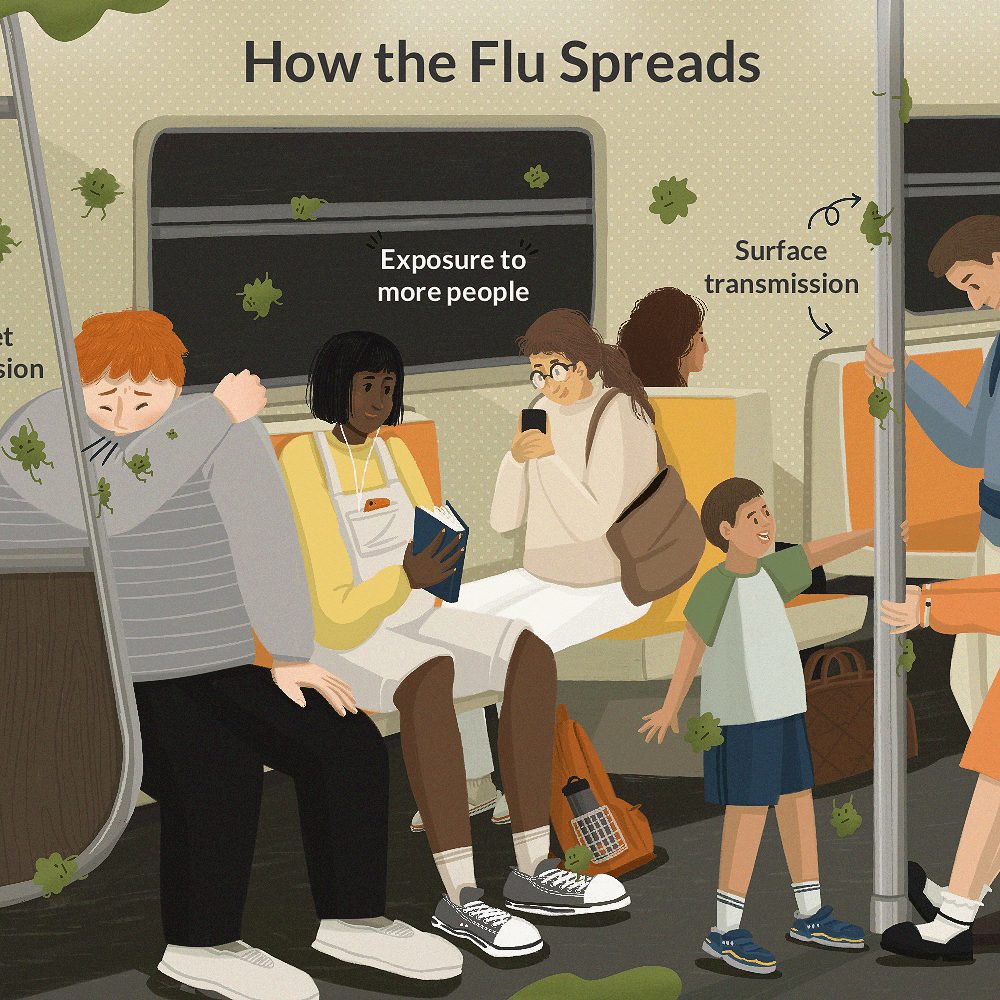 How the Flu Spreads
Exposure to
more people
Surface
transmission